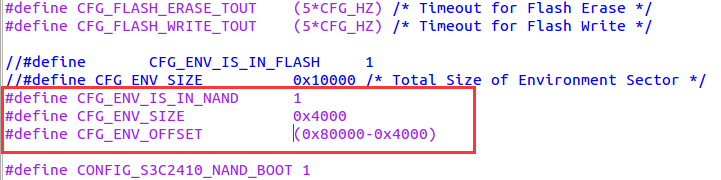 #define CFG_FLASH_ERASE_TOUT (5*CFG_HZ) /* Timeout for Flash Erase */
#define CFG_FLASH_WRITE_TOUT (5*CFG_HZ) /* Timeout for Flash Write */
//#define CFG_ENV_IS_IN_FLASH 1
//#define CFG_ENV_SIZE 0x10000 /* Total Size of Environment Sector */
#define CFG_ENV_IS_IN_NAND 1
#define CFG_ENV_SIZE 0x4000
#define CFG_ENV_OFFSET (0x80000-0x4000)
#define CONFIG_S3C2410_NAND_BOOT 1